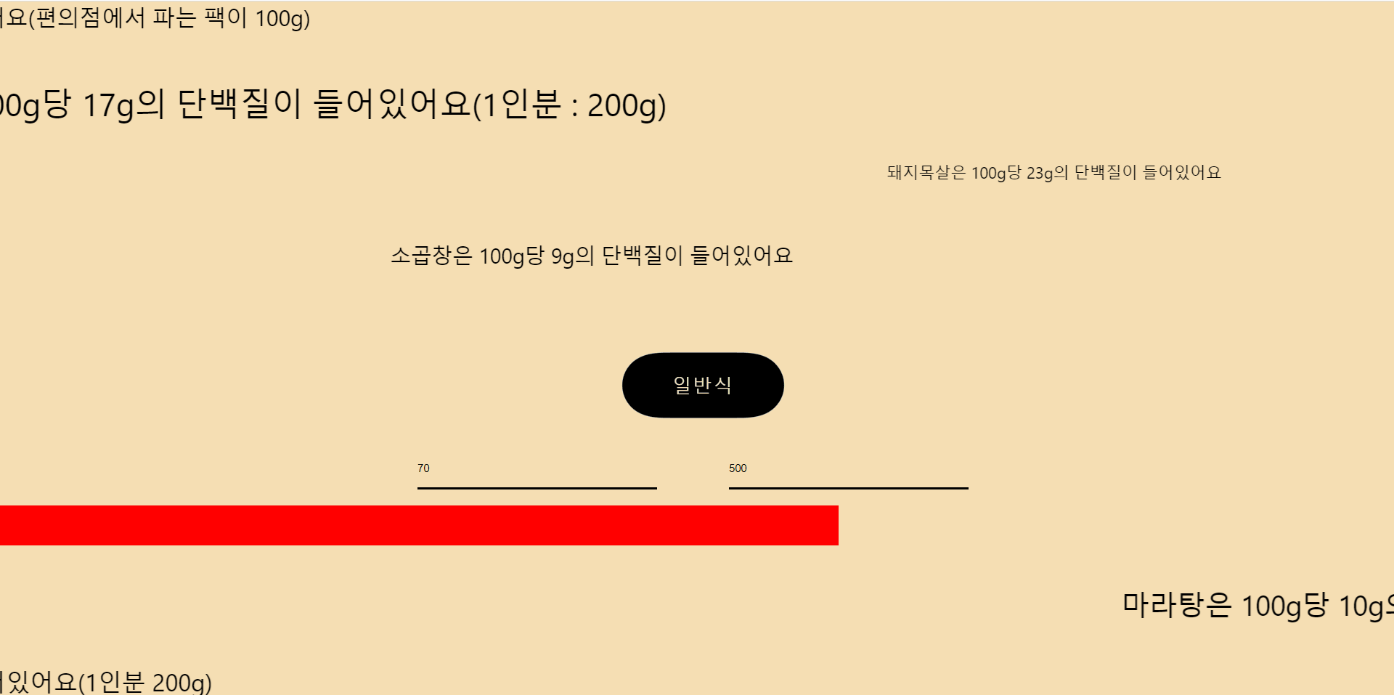 요(편의점에서 파는 팩이 100g)
00g당 17g의 단백질이 들어있어요(1인분 : 200g)
돼지목살은 100g당 23g의 단백질이 들어있어요
소곱창은 100g당 9g의 단백질이 들어있어요
일반식
70 500
마라탕은 100g당 10g의
있어요(1인분 200g)